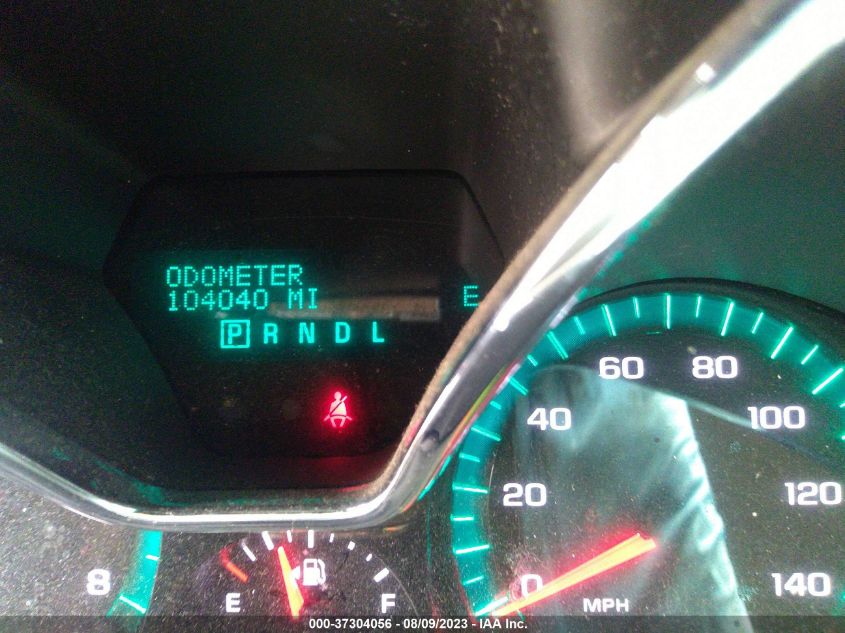 ODOMETER
104040 MI
E
P R N D L
60 80
40 100
20 120
0 MPH 140
8
E F
000-37304056 - 08/09/2023 - IAA Inc.